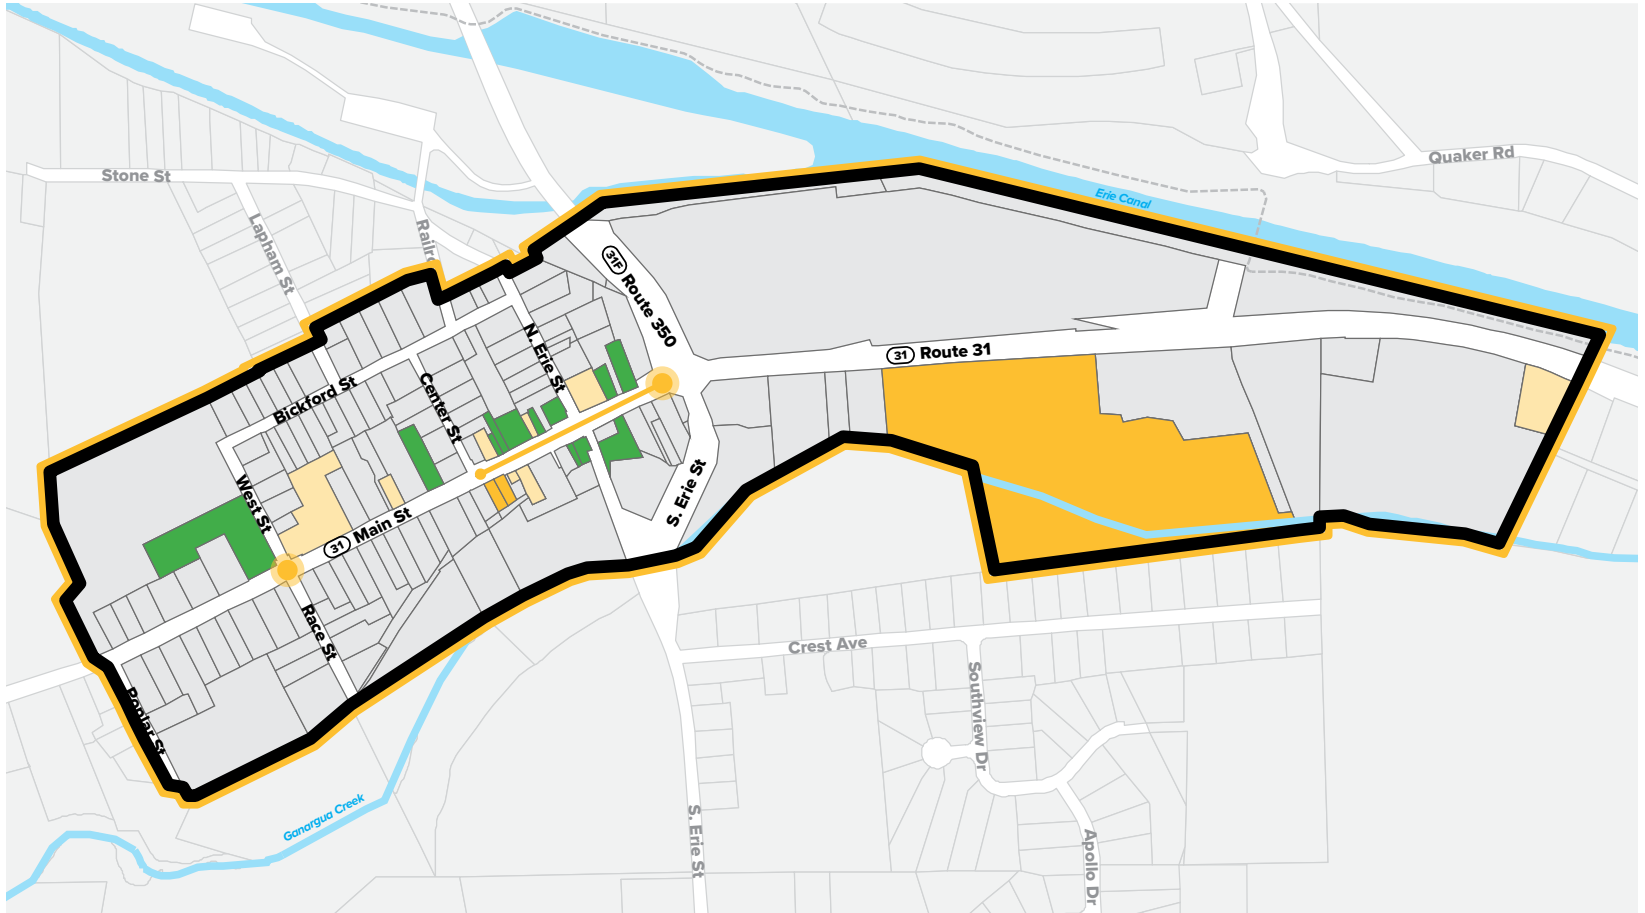 Quaker Rd
Stone St
Erie Canal
Lapham St
Railro
31F Route 350
N. Erie St
31 Route 31
Center St
Bickford St
West St
S. Erie St
31 Main St
Race St
Crest Ave
Southview Dr
Poplar St
Ganargua Creek
S. Erie St
Apollo Dr